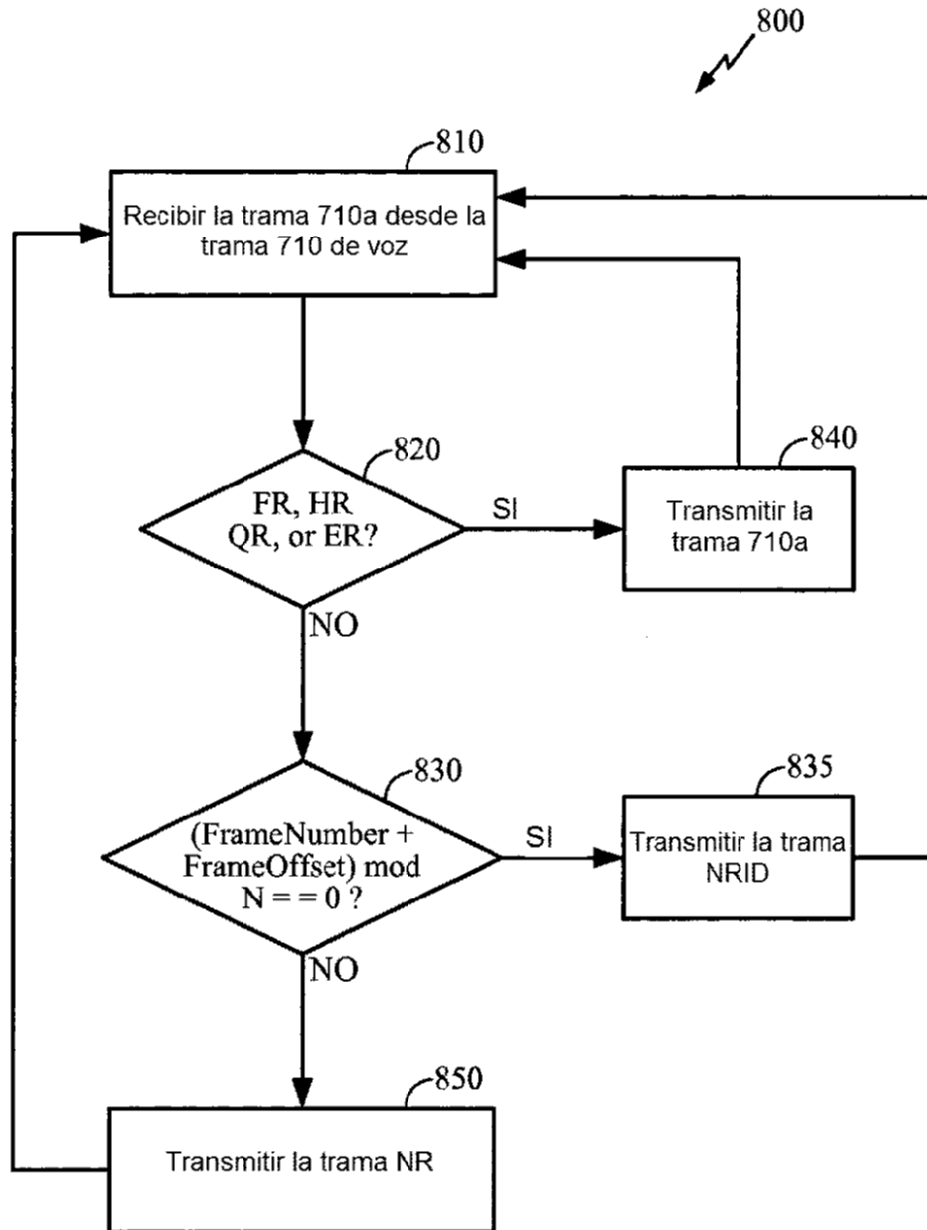 800
810
Recibir la trama 710a desde la
trama 710 de voz
820
FR, HR
QR, or ER?
SI
840
Transmitir la
trama 710a
NO
830
(FrameNumber +
FrameOffset) mod
N = = 0 ?
SI
835
Transmitir la trama
NRID
NO
850
Transmitir la trama NR